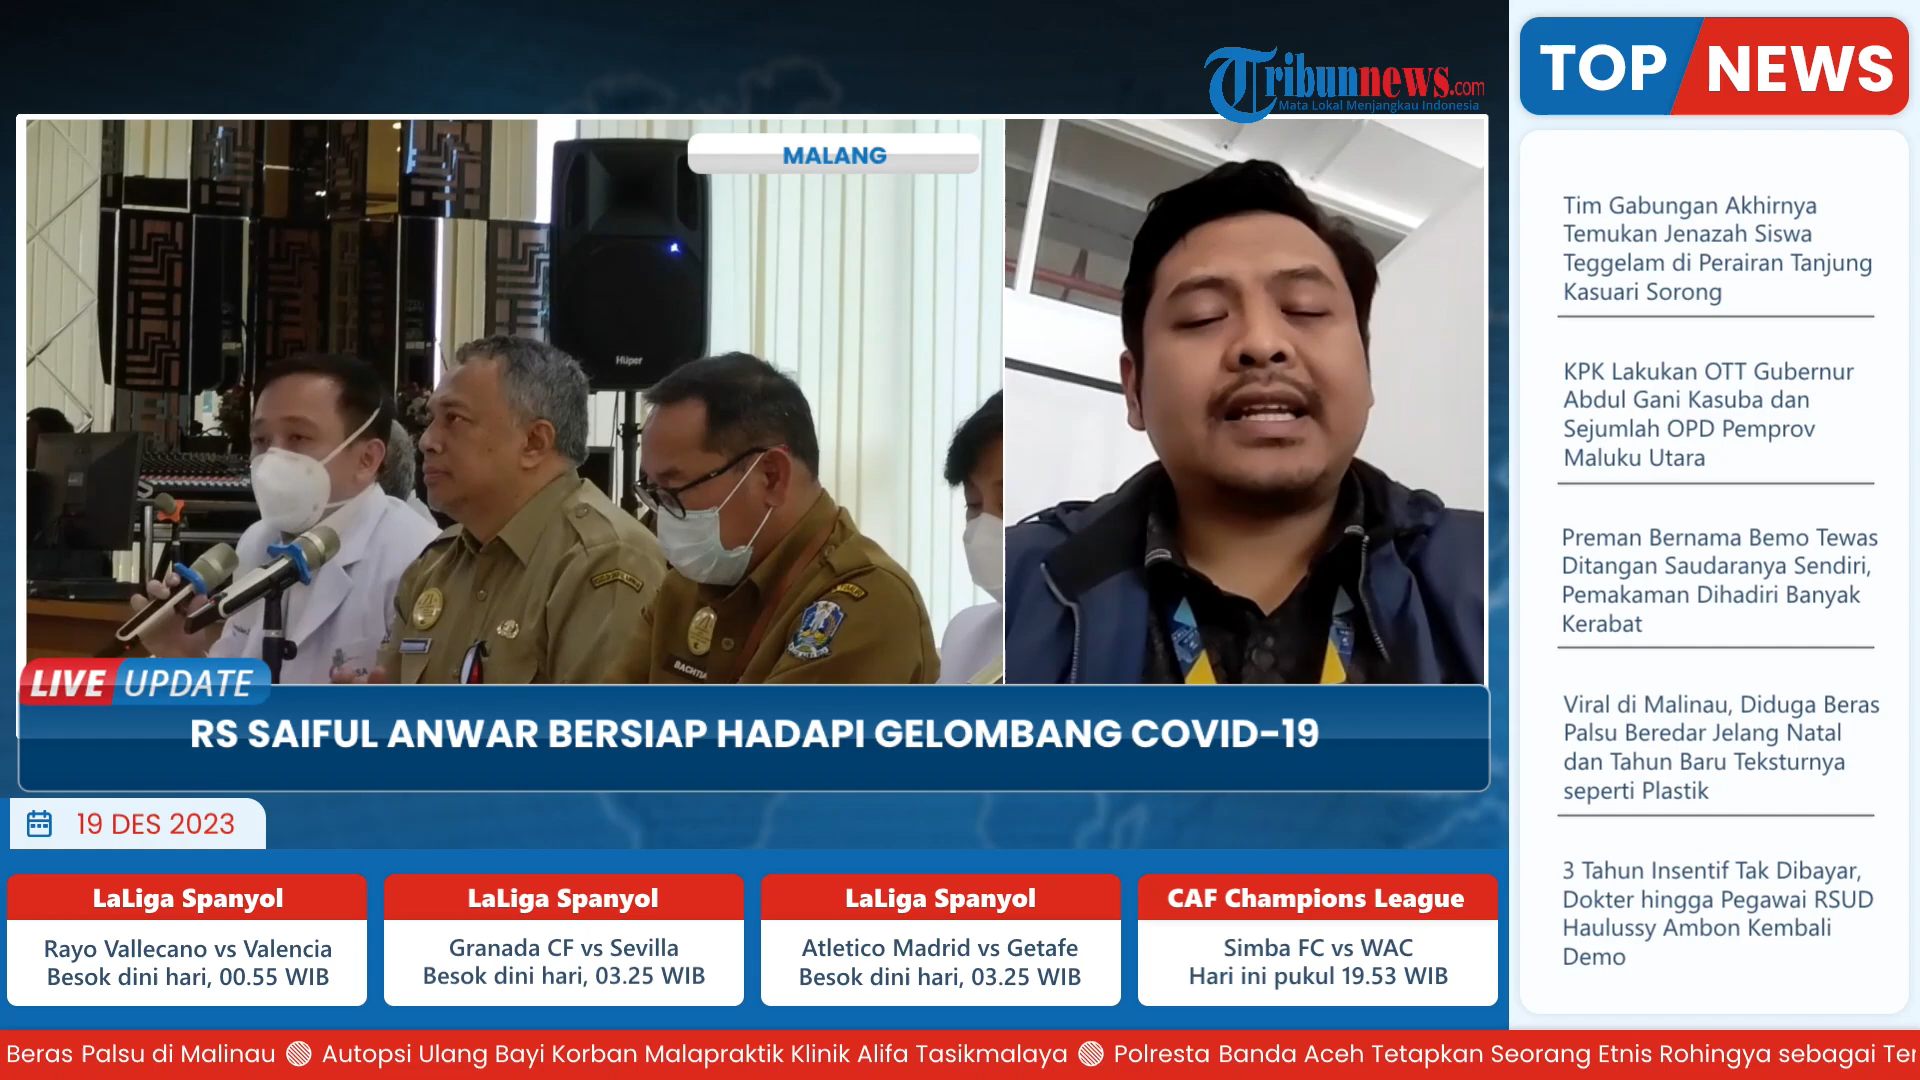 Tribunnews.com
Mata Lokal Menjangkau Indonesia
MALANG
Hüper
BACHTIA
LIVE UPDATE
RS SAIFUL ANWAR BERSIAP HADAPI GELOMBANG COVID-19
19 DES 2023
LaLiga Spanyol
Rayo Vallecano vs Valencia
Besok dini hari, 00.55 WIB
LaLiga Spanyol
Granada CF vs Sevilla
Besok dini hari, 03.25 WIB
LaLiga Spanyol
Atletico Madrid vs Getafe
Besok dini hari, 03.25 WIB
CAF Champions League
Simba FC vs WAC
Hari ini pukul 19.53 WIB
TOP NEWS
Tim Gabungan Akhirnya
Temukan Jenazah Siswa
Teggelam di Perairan Tanjung
Kasuari Sorong
KPK Lakukan OTT Gubernur
Abdul Gani Kasuba dan
Sejumlah OPD Pemprov
Maluku Utara
Preman Bernama Bemo Tewas
Ditangan Saudaranya Sendiri,
Pemakaman Dihadiri Banyak
Kerabat
Viral di Malinau, Diduga Beras
Palsu Beredar Jelang Natal
dan Tahun Baru Teksturnya
seperti Plastik
3 Tahun Insentif Tak Dibayar,
Dokter hingga Pegawai RSUD
Haulussy Ambon Kembali
Demo
Beras Palsu di Malinau Autopsi Ulang Bayi Korban Malapraktik Klinik Alifa Tasikmalaya Polresta Banda Aceh Tetapkan Seorang Etnis Rohingya sebagai Ter